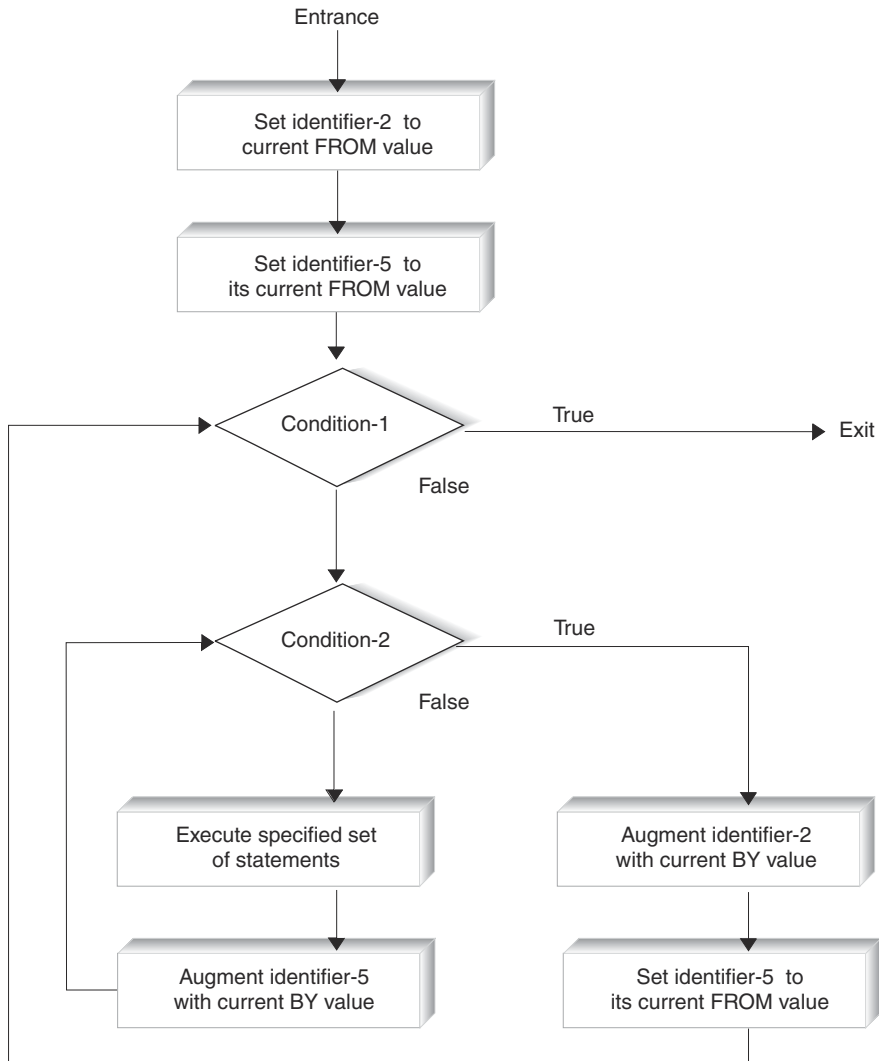 Entrance
Set identifier-2 to
current FROM value
Set identifier-5 to
its current FROM value
Condition-1
True
Exit
False
Condition-2
True
False
Execute specified set
of statements
Augment identifier-2
with current BY value
Augment identifier-5
with current BY value
Set identifier-5 to
its current FROM value